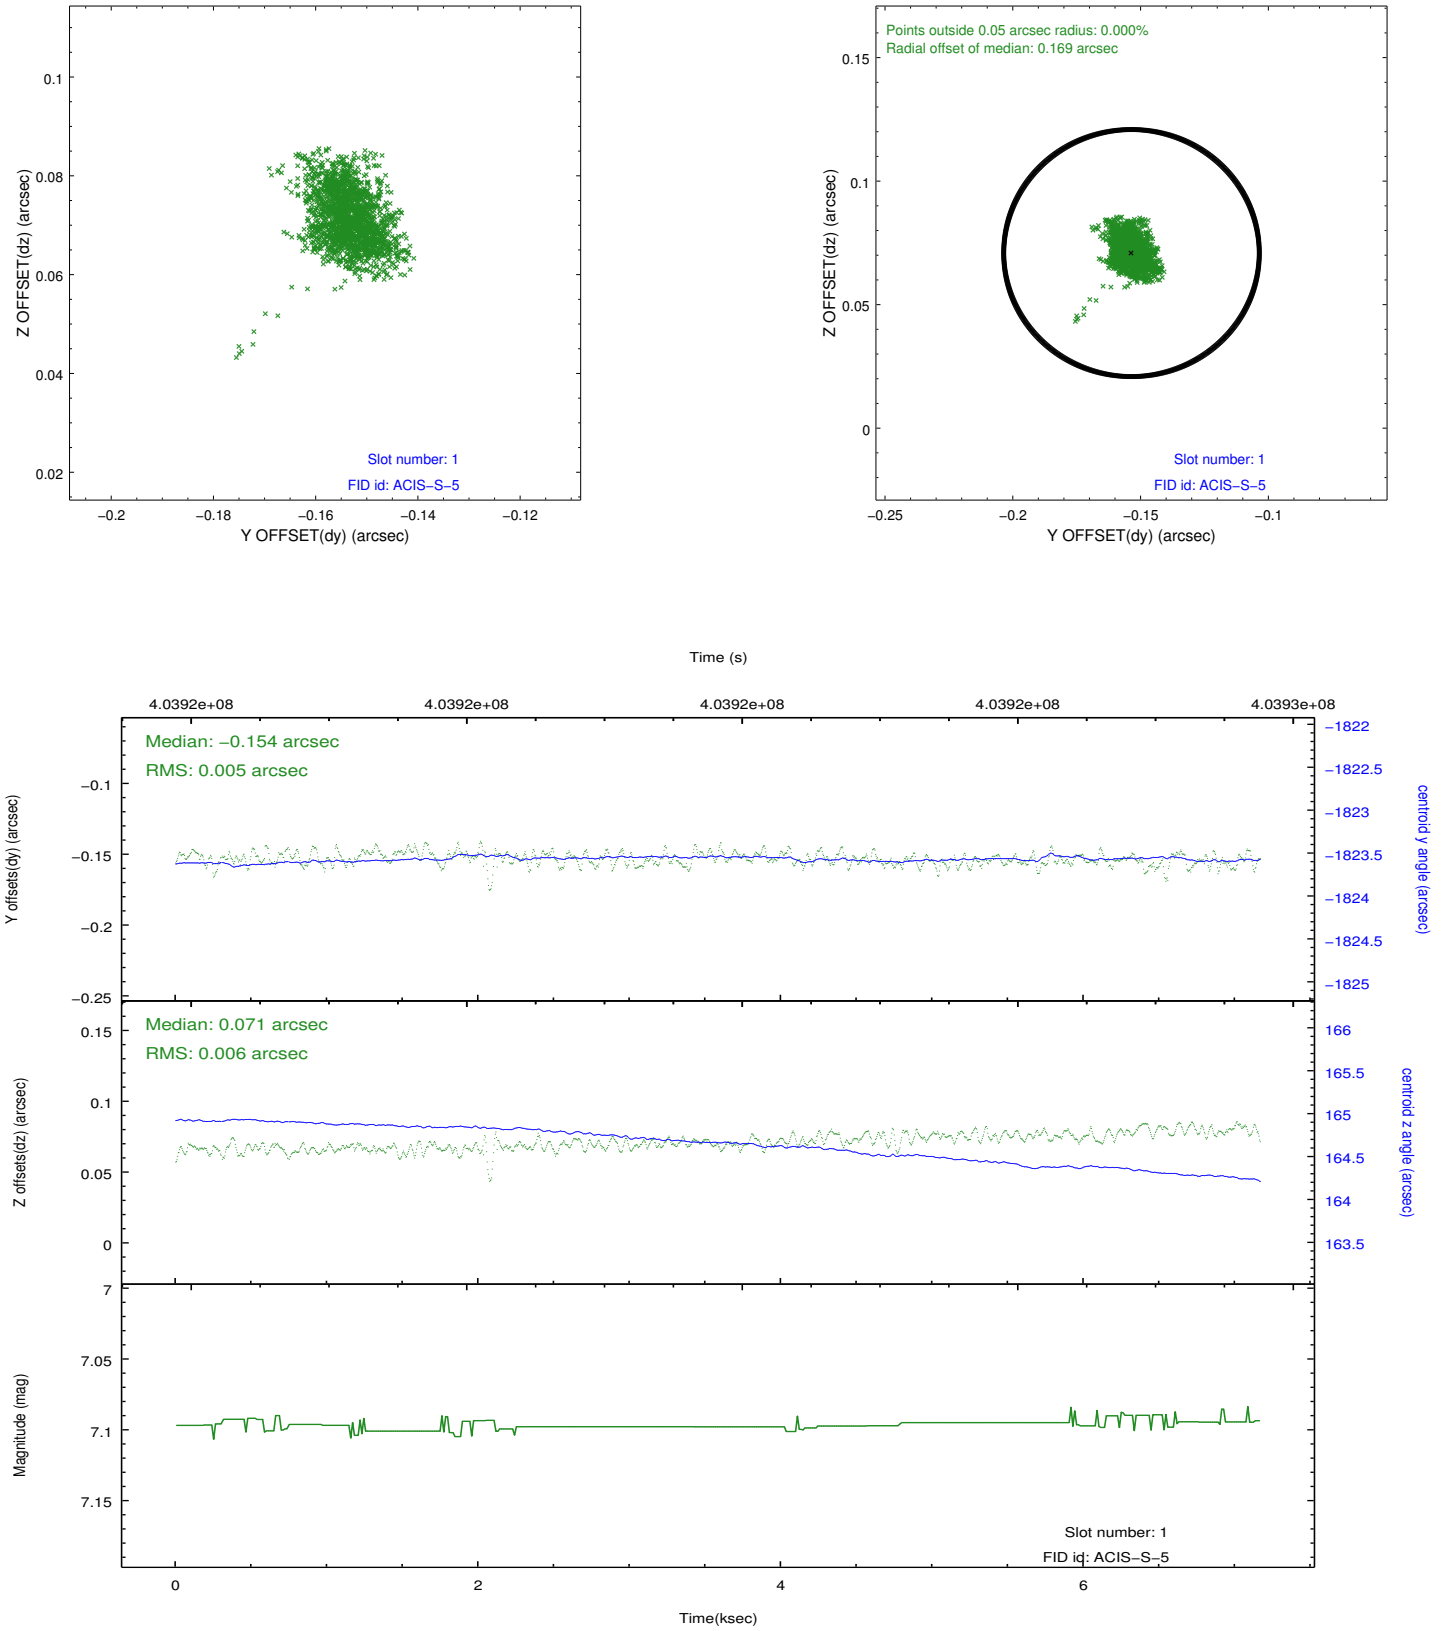 0.1
0.08
0.06
0.04
0.02
Z OFFSET(dz) (arcsec)
−0.2
−0.18
−0.16
−0.14
−0.12
Y OFFSET(dy) (arcsec)
Slot number: 1
FID id: ACIS−S−5
Points outside 0.05 arcsec radius: 0.000%
Radial offset of median: 0.169 arcsec
0.15
0.1
0.05
0
Z OFFSET(dz) (arcsec)
−0.25
−0.2
−0.15
−0.1
Y OFFSET(dy) (arcsec)
Slot number: 1
FID id: ACIS−S−5
Time (s)
4.0392e+08
4.0392e+08
4.0392e+08
4.0392e+08
4.0393e+08
Median: −0.154 arcsec
RMS: 0.005 arcsec
−0.1
−0.15
−0.2
−0.25
Y offsets(dy) (arcsec)
−1822
−1822.5
−1823
−1823.5
−1824
−1824.5
−1825
centroid y angle (arcsec)
Median: 0.071 arcsec
RMS: 0.006 arcsec
0.15
0.1
0.05
0
Z offsets(dz) (arcsec)
166
165.5
165
164.5
164
163.5
centroid z angle (arcsec)
7
7.05
7.1
7.15
Magnitude (mag)
Slot number: 1
FID id: ACIS−S−5
0
2
4
6
Time(ksec)